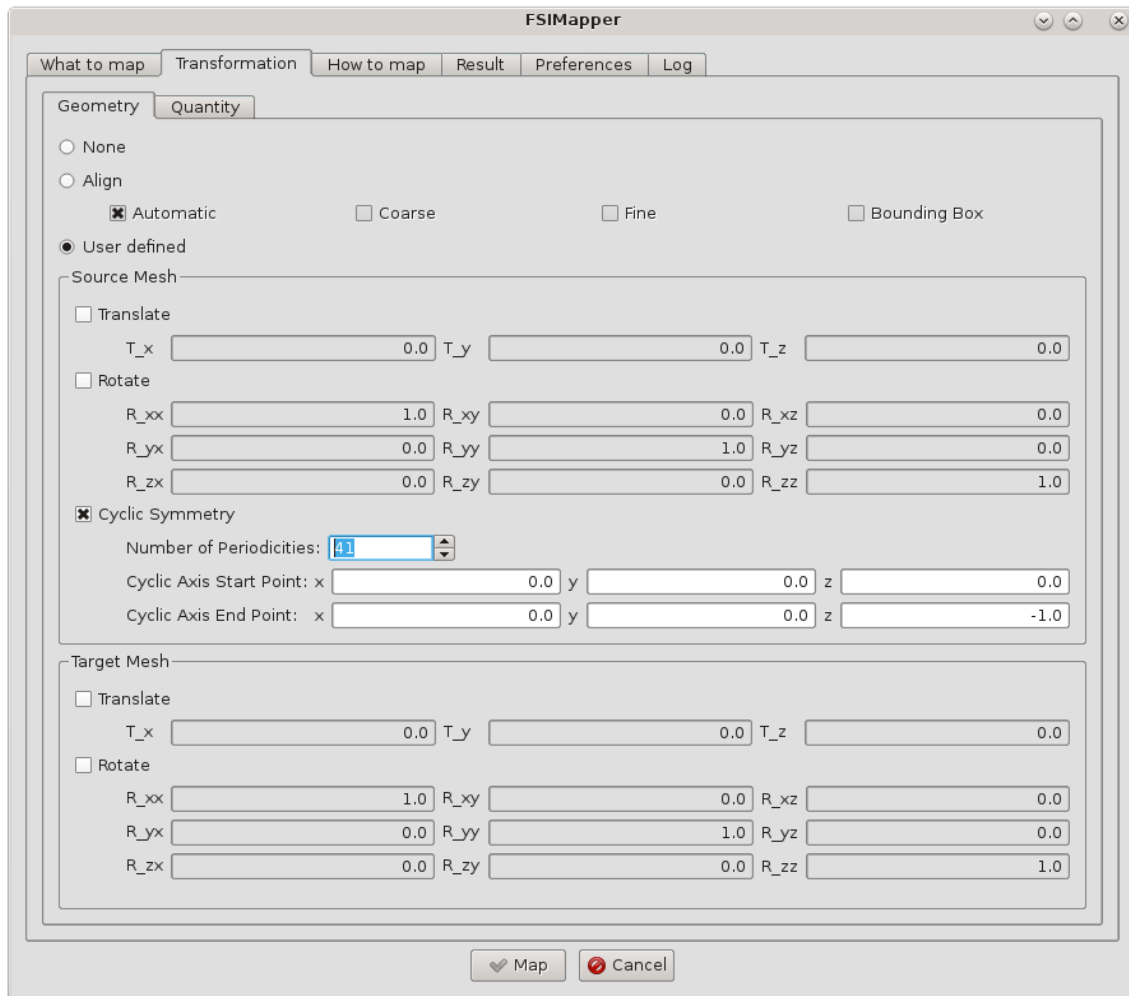 FSIMapper
What to map Transformation How to map Result Preferences Log
Geometry Quantity
None
Align
Automatic Coarse Fine Bounding Box
User defined
Source Mesh
Translate
T_x 0.0 T_y 0.0 T_z 0.0
Rotate
R_xx 1.0 R_xy 0.0 R_xz 0.0
R_yx 0.0 R_yy 1.0 R_yz 0.0
R_zx 0.0 R_zy 0.0 R_zz 1.0
Cyclic Symmetry
Number of Periodicities: 41
Cyclic Axis Start Point: x 0.0 y 0.0 z 0.0
Cyclic Axis End Point: x 0.0 y 0.0 z -1.0
Target Mesh
Translate
T_x 0.0 T_y 0.0 T_z 0.0
Rotate
R_xx 1.0 R_xy 0.0 R_xz 0.0
R_yx 0.0 R_yy 1.0 R_yz 0.0
R_zx 0.0 R_zy 0.0 R_zz 1.0
Map Cancel